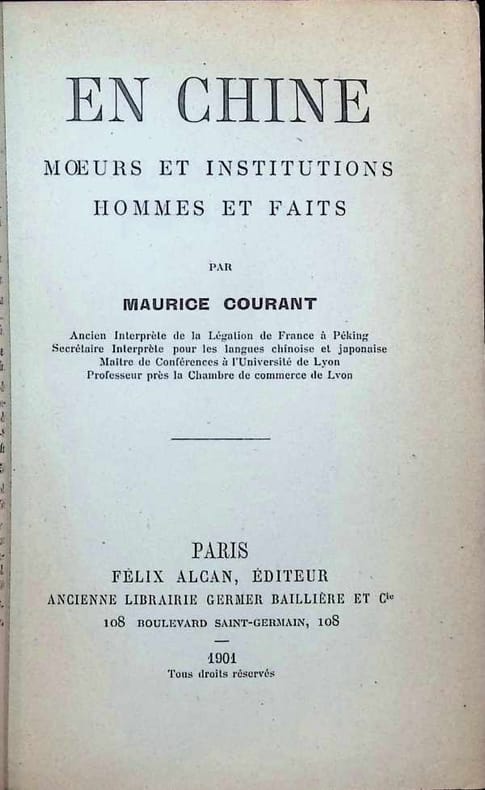 EN CHINE
MŒURS ET INSTITUTIONS
HOMMES ET FAITS
PAR
MAURICE COURANT
Ancien Interprète de la Légation de France à Péking
Secrétaire Interprète pour les langues chinoise et japonaise
Maître de Conférences à l'Université de Lyon
Professeur près la Chambre de commerce de Lyon
PARIS
FÉLIX ALCAN, ÉDITEUR
ANCIENNE LIBRAIRIE GERMER BAILLIÈRE ET Cie
108 BOULEVARD SAINT-GERMAIN, 108
1901
Tous droits réservés